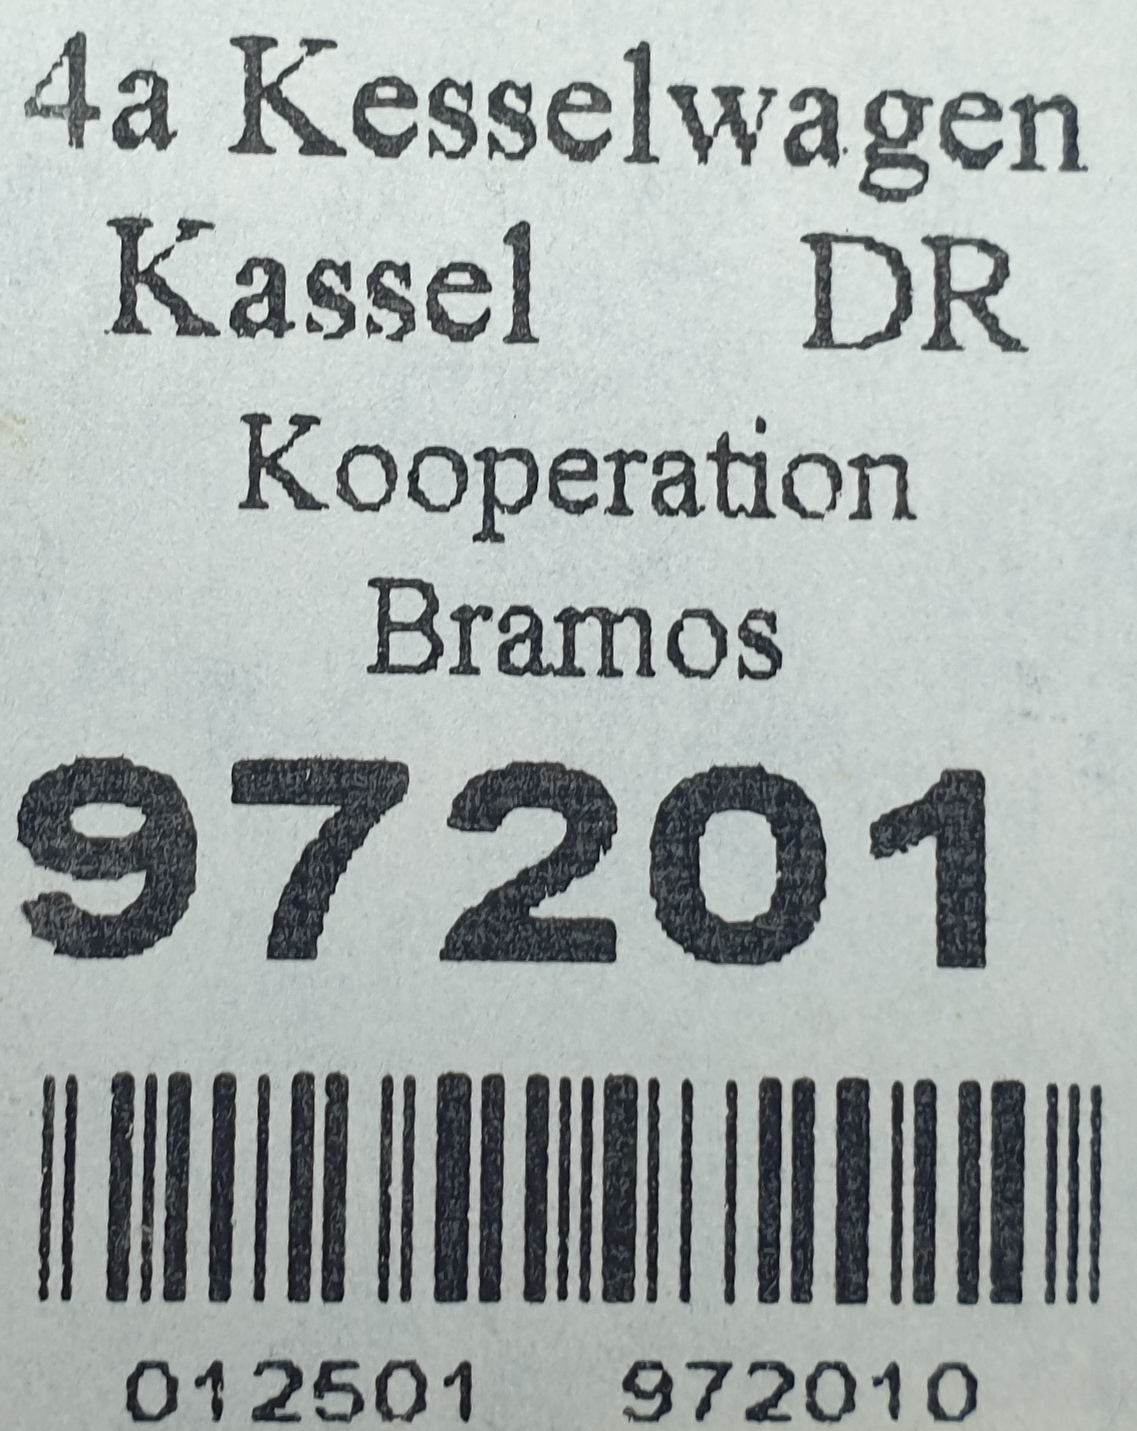 4a Kesselwagen
Kassel DR
Kooperation
Bramos
97201
012501 972010